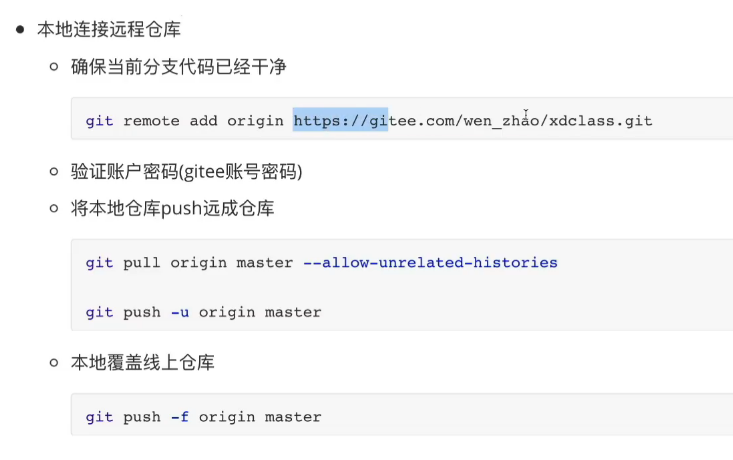 本地连接远程仓库
确保当前分支代码已经干净
git remote add origin https://gitee.com/wen_zhao/xdclass.git
验证账户密码(gitee账号密码)
将本地仓库push远成仓库
git pull origin master --allow-unrelated-histories
git push -u origin master
本地覆盖线上仓库
git push -f origin master